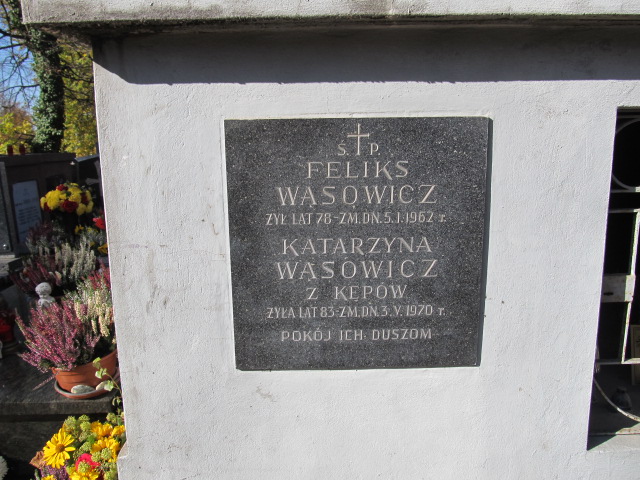 Ś. P.
FELIKS
WĄSOWICZ
ŻYŁ LAT 78-ZM. DN. 5.I.1962 r.
KATARZYNA
WĄSOWICZ
Z KĘPÓW
ŻYŁA LAT 83-ZM. DN. 3.V.1970 r.
POKÓJ ICH DUSZOM